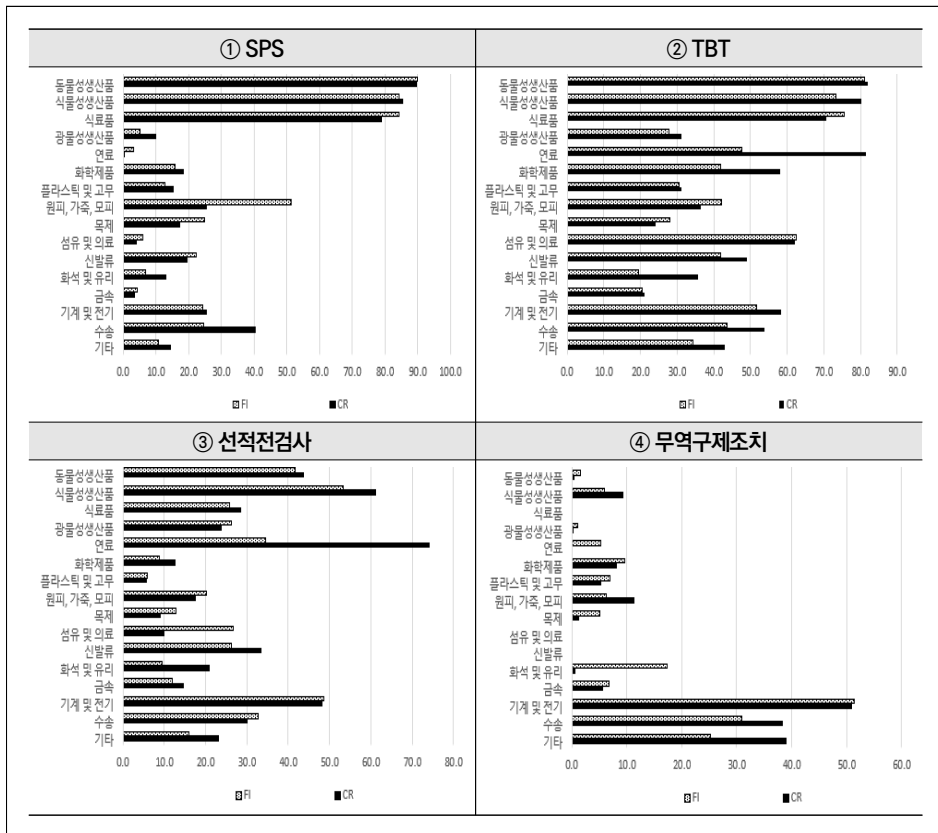 ① SPS
동물성생산품
식물성생산품
식료품
광물성생산품
연료
화학제품
플라스틱 및 고무
원피, 가죽, 모피
목제
섬유 및 의료
신발류
화석 및 유리
금속
기계 및 전기
수송
기타
0.0 10.0 20.0 30.0 40.0 50.0 60.0 70.0 80.0 90.0 100.0
FI CR
② TBT
동물성생산품
식물성생산품
식료품
광물성생산품
연료
화학제품
플라스틱 및 고무
원피, 가죽, 모피
목제
섬유 및 의료
신발류
화석 및 유리
금속
기계 및 전기
수송
기타
0.0 10.0 20.0 30.0 40.0 50.0 60.0 70.0 80.0 90.0
FI CR
③ 선적전검사
동물성생산품
식물성생산품
식료품
광물성생산품
연료
화학제품
플라스틱 및 고무
원피, 가죽, 모피
목제
섬유 및 의료
신발류
화석 및 유리
금속
기계 및 전기
수송
기타
0.0 10.0 20.0 30.0 40.0 50.0 60.0 70.0 80.0
FI CR
④ 무역구제조치
동물성생산품
식물성생산품
식료품
광물성생산품
연료
화학제품
플라스틱 및 고무
원피, 가죽, 모피
목제
섬유 및 의료
신발류
화석 및 유리
금속
기계 및 전기
수송
기타
0.0 10.0 20.0 30.0 40.0 50.0 60.0
FI CR